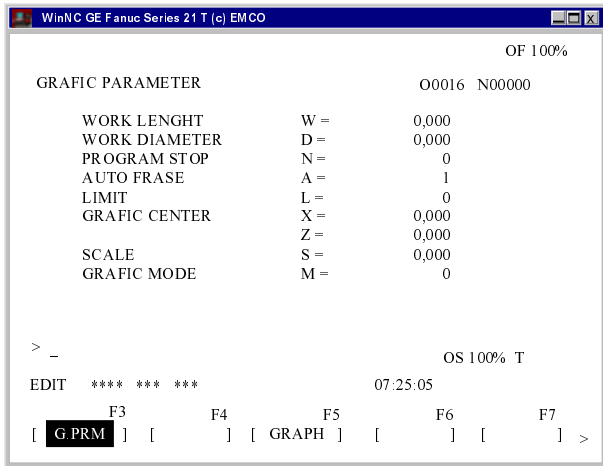 WinNC GE Fanuc Series 21 T (c) EMCO
OF 100%
GRAFIC PARAMETER O0016 N00000
WORK LENGHT W = 0,000
WORK DIAMETER D = 0,000
PROGRAM STOP N = 0
AUTO FRASE A = 1
LIMIT L = 0
GRAFIC CENTER X = 0,000
Z = 0,000
SCALE S = 0,000
GRAFIC MODE M = 0
> _
OS 100% T
EDIT **** *** *** 07:25:05
F3 F4 F5 F6 F7
[ G.PRM ] [ ] [ GRAPH ] [ ] [ ] >